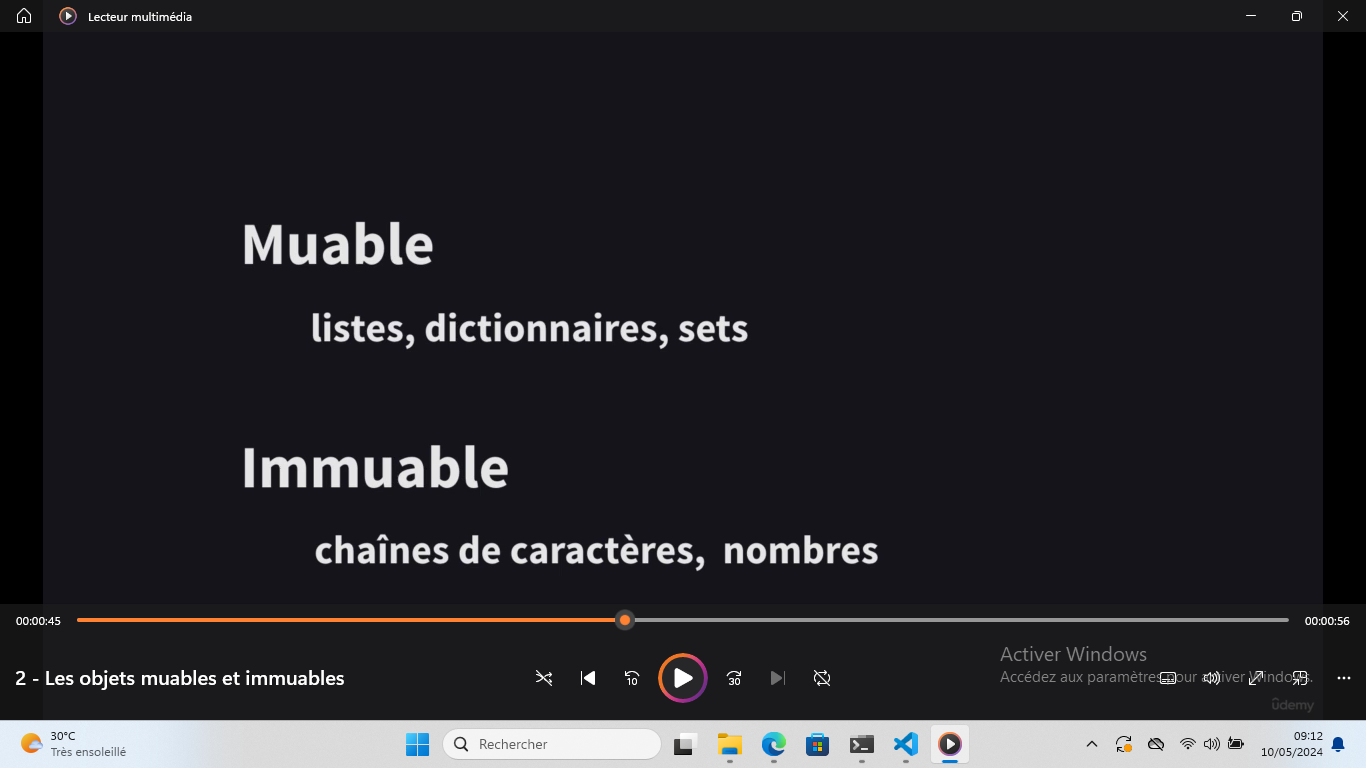 Lecteur multimédia
Muable
listes, dictionnaires, sets
Immuable
chaînes de caractères, nombres
00:00:45
00:00:56
Activer Windows
2 - Les objets muables et immuables
10
30
Accédez aux paramètres pour activer Windows.
ûdemy
30°C
Très ensoleillé
Rechercher
09:12
10/05/2024